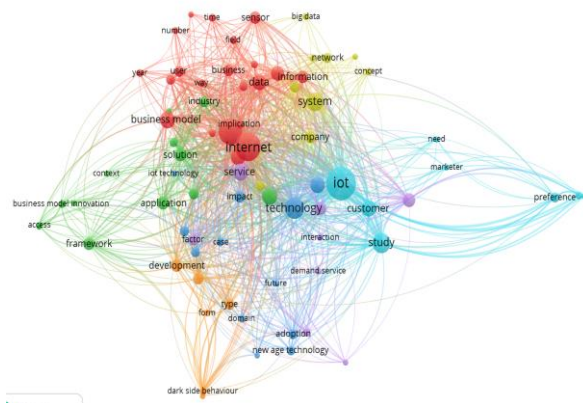 time
sensor
big data
number
field
network
year
user
way
business
data
information
concept
industry
system
business model
implication
company
internet
need
solution
marketer
context
iot technology
service
iot
business model innovation
application
impact
technology
customer
preference
access
framework
factor
case
interaction
study
development
demand service
future
form
type
domain
adoption
new age technology
dark side behaviour